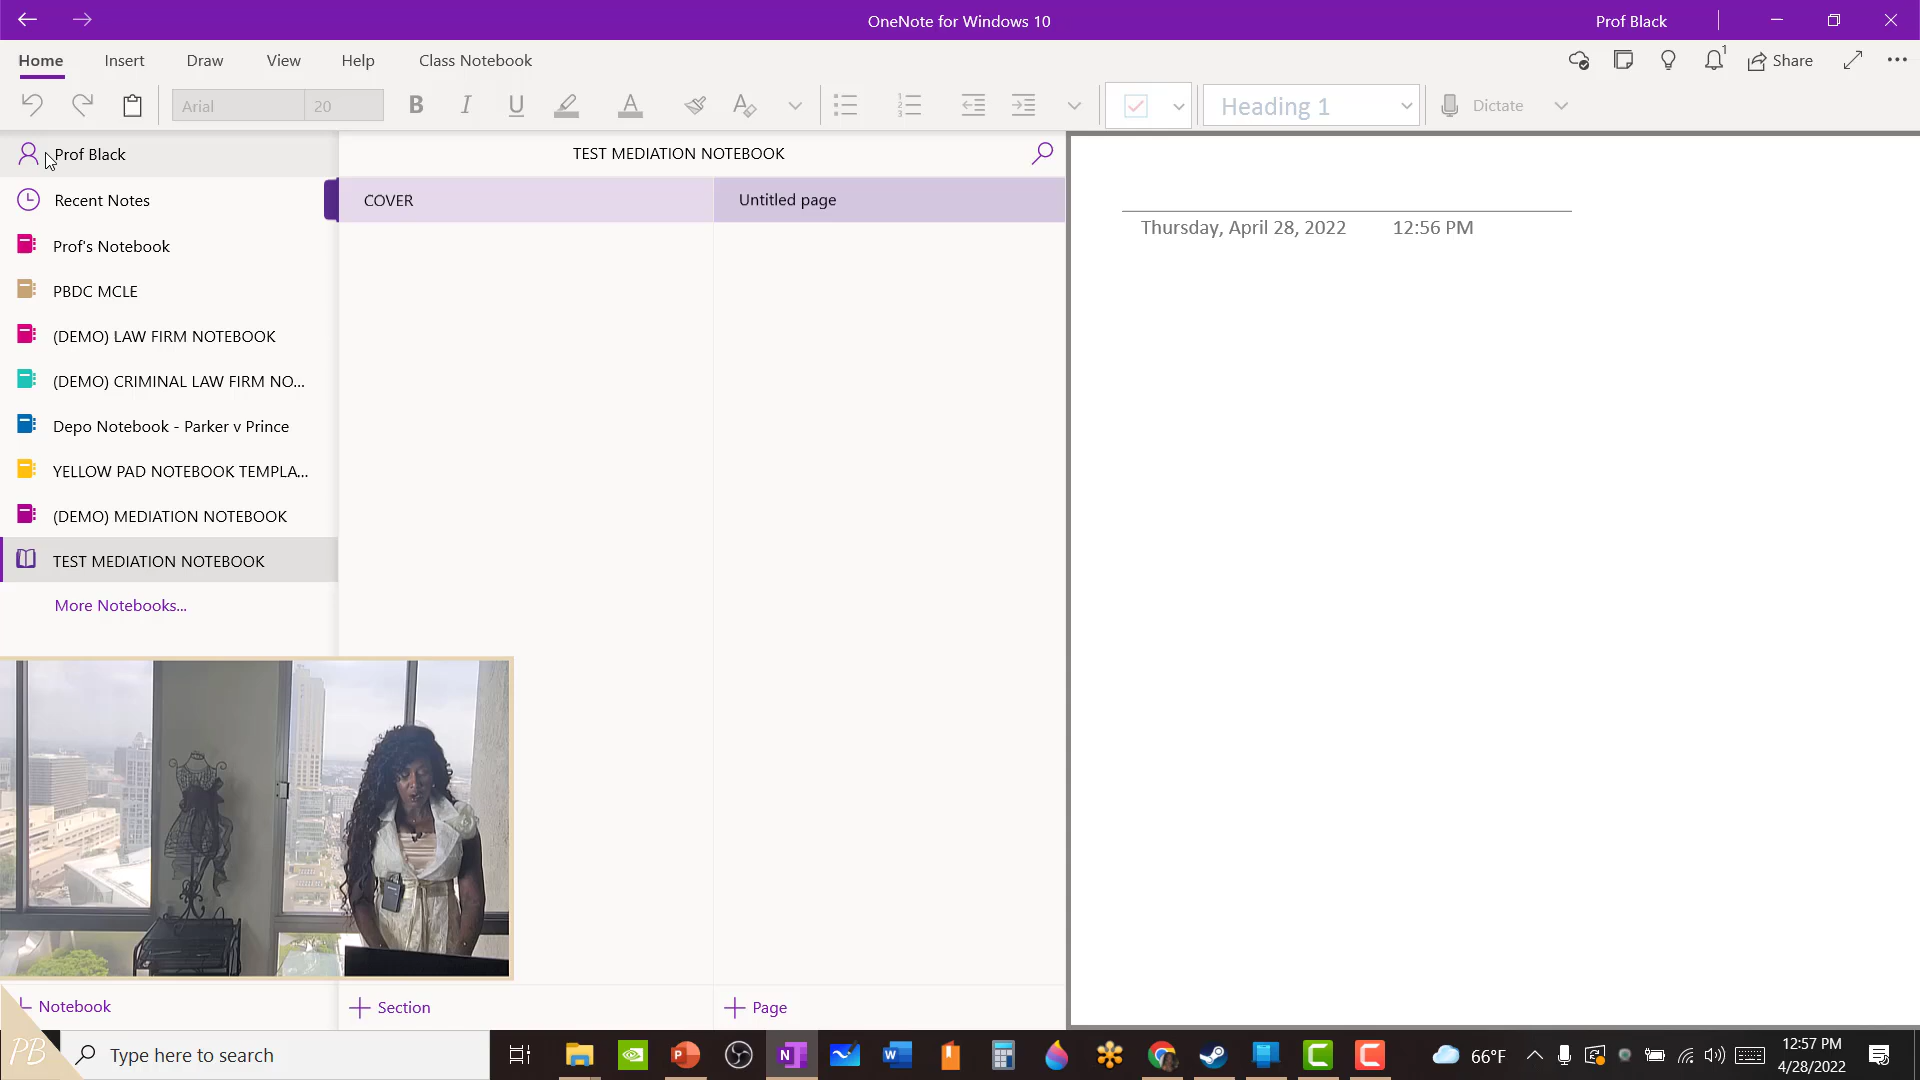 OneNote for Windows 10
Prof Black
Home Insert Draw View Help Class Notebook
1
Share
Arial 20 B I U A A Heading 1 Dictate
Prof Black
TEST MEDIATION NOTEBOOK
Recent Notes
COVER
Untitled page
Thursday, April 28, 2022 12:56 PM
Prof's Notebook
PBDC MCLE
(DEMO) LAW FIRM NOTEBOOK
(DEMO) CRIMINAL LAW FIRM NO...
Depo Notebook - Parker v Prince
YELLOW PAD NOTEBOOK TEMPLA...
(DEMO) MEDIATION NOTEBOOK
TEST MEDIATION NOTEBOOK
More Notebooks...
Notebook
Section
Page
PB
Type here to search
66°F
12:57 PM
4/28/2022